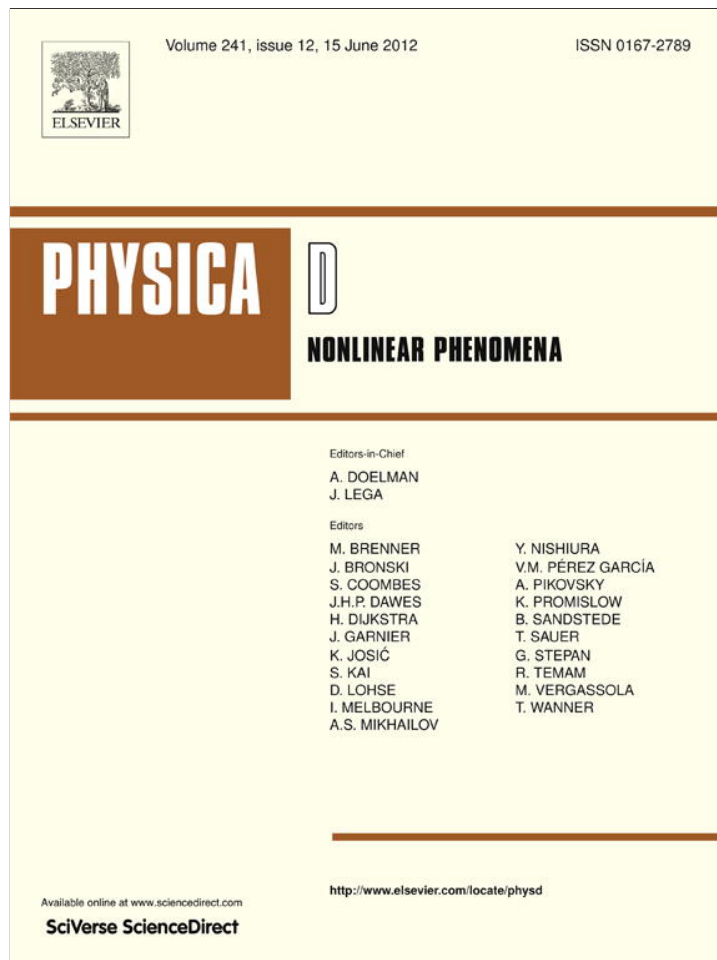 Volume 241, issue 12, 15 June 2012 ISSN 0167-2789
ELSEVIER
PHYSICA D
NONLINEAR PHENOMENA
Editors-in-Chief
A. DOELMAN
J. LEGA
Editors
M. BRENNER
J. BRONSKI
S. COOMBES
J.H.P. DAWES
H. DIJKSTRA
J. GARNIER
K. JOSIĆ
S. KAI
D. LOHSE
I. MELBOURNE
A.S. MIKHAILOV
Y. NISHIURA
V.M. PÉREZ GARCÍA
A. PIKOVSKY
K. PROMISLOW
B. SANDSTEDE
T. SAUER
G. STEPAN
R. TEMAM
M. VERGASSOLA
T. WANNER
http://www.elsevier.com/locate/physd
Available online at www.sciencedirect.com
SciVerse ScienceDirect